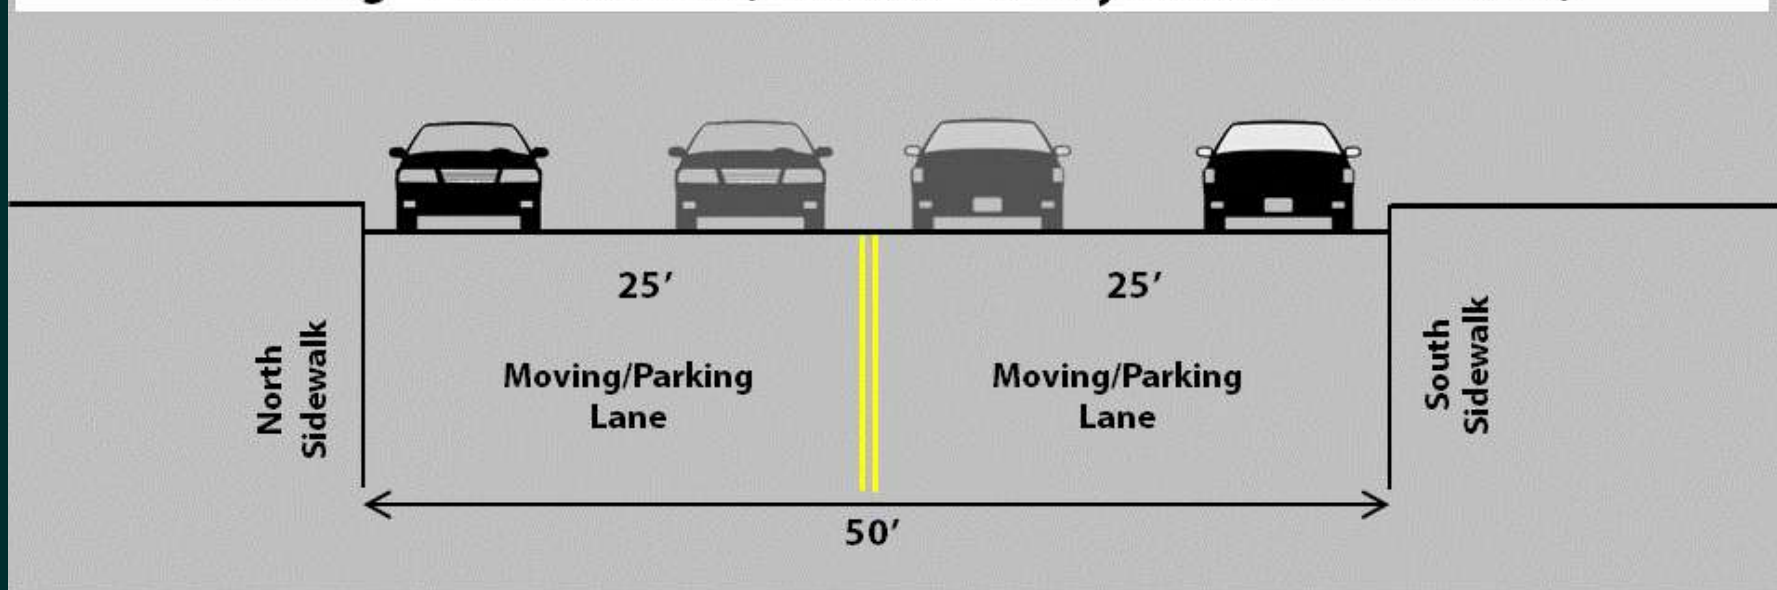 25′
25′
Moving/Parking
Lane
Moving/Parking
Lane
North
Sidewalk
South
Sidewalk
50′